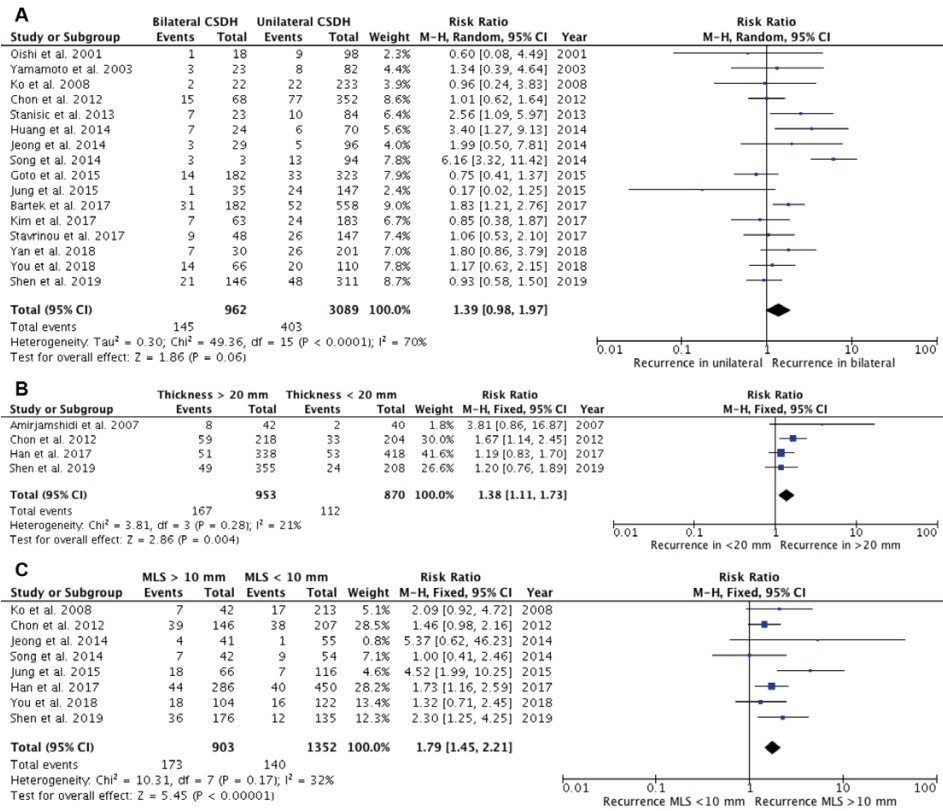 A
Bilateral CSDH Unilateral CSDH Risk Ratio Risk Ratio
Study or Subgroup Events Total Events Total Weight M-H, Random, 95% CI Year M-H, Random, 95% CI
Oishi et al. 2001 1 18 9 98 2.3% 0.60 [0.08, 4.49] 2001
Yamamoto et al. 2003 3 23 8 82 4.4% 1.34 [0.39, 4.64] 2003
Ko et al. 2008 2 22 22 233 3.9% 0.96 [0.24, 3.83] 2008
Chon et al. 2012 15 68 77 352 8.6% 1.01 [0.62, 1.64] 2012
Stanisic et al. 2013 7 23 10 84 6.4% 2.56 [1.09, 5.97] 2013
Huang et al. 2014 7 24 6 70 5.6% 3.40 [1.27, 9.13] 2014
Jeong et al. 2014 3 29 5 96 4.0% 1.99 [0.50, 7.81] 2014
Song et al. 2014 3 3 13 94 7.8% 6.16 [3.32, 11.42] 2014
Goto et al. 2015 14 182 33 323 7.9% 0.75 [0.41, 1.37] 2015
Jung et al. 2015 1 35 24 147 2.4% 0.17 [0.02, 1.25] 2015
Bartek et al. 2017 31 182 52 558 9.0% 1.83 [1.21, 2.76] 2017
Kim et al. 2017 7 63 24 183 6.7% 0.85 [0.38, 1.87] 2017
Stavrinou et al. 2017 9 48 26 147 7.4% 1.06 [0.53, 2.10] 2017
Yan et al. 2018 7 30 26 201 7.0% 1.80 [0.86, 3.79] 2018
You et al. 2018 14 66 20 110 7.8% 1.17 [0.63, 2.15] 2018
Shen et al. 2019 21 146 48 311 8.7% 0.93 [0.58, 1.50] 2019
Total (95% CI) 962 3089 100.0% 1.39 [0.98, 1.97]
Total events 145 403
Heterogeneity: Tau² = 0.30; Chi² = 49.36, df = 15 (P < 0.0001); I² = 70%
Test for overall effect: Z = 1.86 (P = 0.06)
0.01 0.1 1 10 100
Recurrence in unilateral Recurrence in bilateral
B
Thickness > 20 mm Thickness < 20 mm Risk Ratio Risk Ratio
Study or Subgroup Events Total Events Total Weight M-H, Fixed, 95% CI Year M-H, Fixed, 95% CI
Amirjamshidi et al. 2007 8 42 2 40 1.8% 3.81 [0.86, 16.87] 2007
Chon et al. 2012 59 218 33 204 30.0% 1.67 [1.14, 2.45] 2012
Han et al. 2017 51 338 53 418 41.6% 1.19 [0.83, 1.70] 2017
Shen et al. 2019 49 355 24 208 26.6% 1.20 [0.76, 1.89] 2019
Total (95% CI) 953 870 100.0% 1.38 [1.11, 1.73]
Total events 167 112
Heterogeneity: Chi² = 3.81, df = 3 (P = 0.28); I² = 21%
Test for overall effect: Z = 2.86 (P = 0.004)
0.01 0.1 1 10 100
Recurrence in <20 mm Recurrence in >20 mm
C
MLS > 10 mm MLS < 10 mm Risk Ratio Risk Ratio
Study or Subgroup Events Total Events Total Weight M-H, Fixed, 95% CI Year M-H, Fixed, 95% CI
Ko et al. 2008 7 42 17 213 5.1% 2.09 [0.92, 4.72] 2008
Chon et al. 2012 39 146 38 207 28.5% 1.46 [0.98, 2.16] 2012
Jeong et al. 2014 4 41 1 55 0.8% 5.37 [0.62, 46.23] 2014
Song et al. 2014 7 42 9 54 7.1% 1.00 [0.41, 2.46] 2014
Jung et al. 2015 18 66 7 116 4.6% 4.52 [1.99, 10.25] 2015
Han et al. 2017 44 286 40 450 28.2% 1.73 [1.16, 2.59] 2017
You et al. 2018 18 104 16 122 13.4% 1.32 [0.71, 2.45] 2018
Shen et al. 2019 36 176 12 135 12.3% 2.30 [1.25, 4.25] 2019
Total (95% CI) 903 1352 100.0% 1.79 [1.45, 2.21]
Total events 173 140
Heterogeneity: Chi² = 10.31, df = 7 (P = 0.17); I² = 32%
Test for overall effect: Z = 5.45 (P < 0.00001)
0.01 0.1 1 10 100
Recurrence MLS <10 mm Recurrence MLS >10 mm